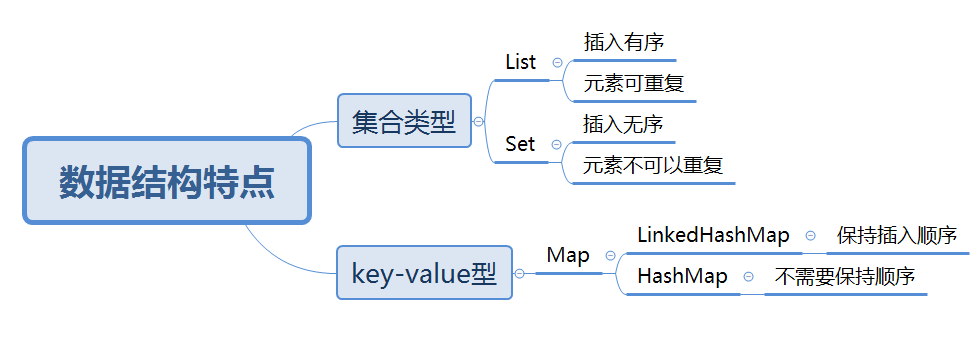 数据结构特点
集合类型
List
插入有序
元素可重复
Set
插入无序
元素不可以重复
key-value型
Map
LinkedHashMap
保持插入顺序
HashMap
不需要保持顺序